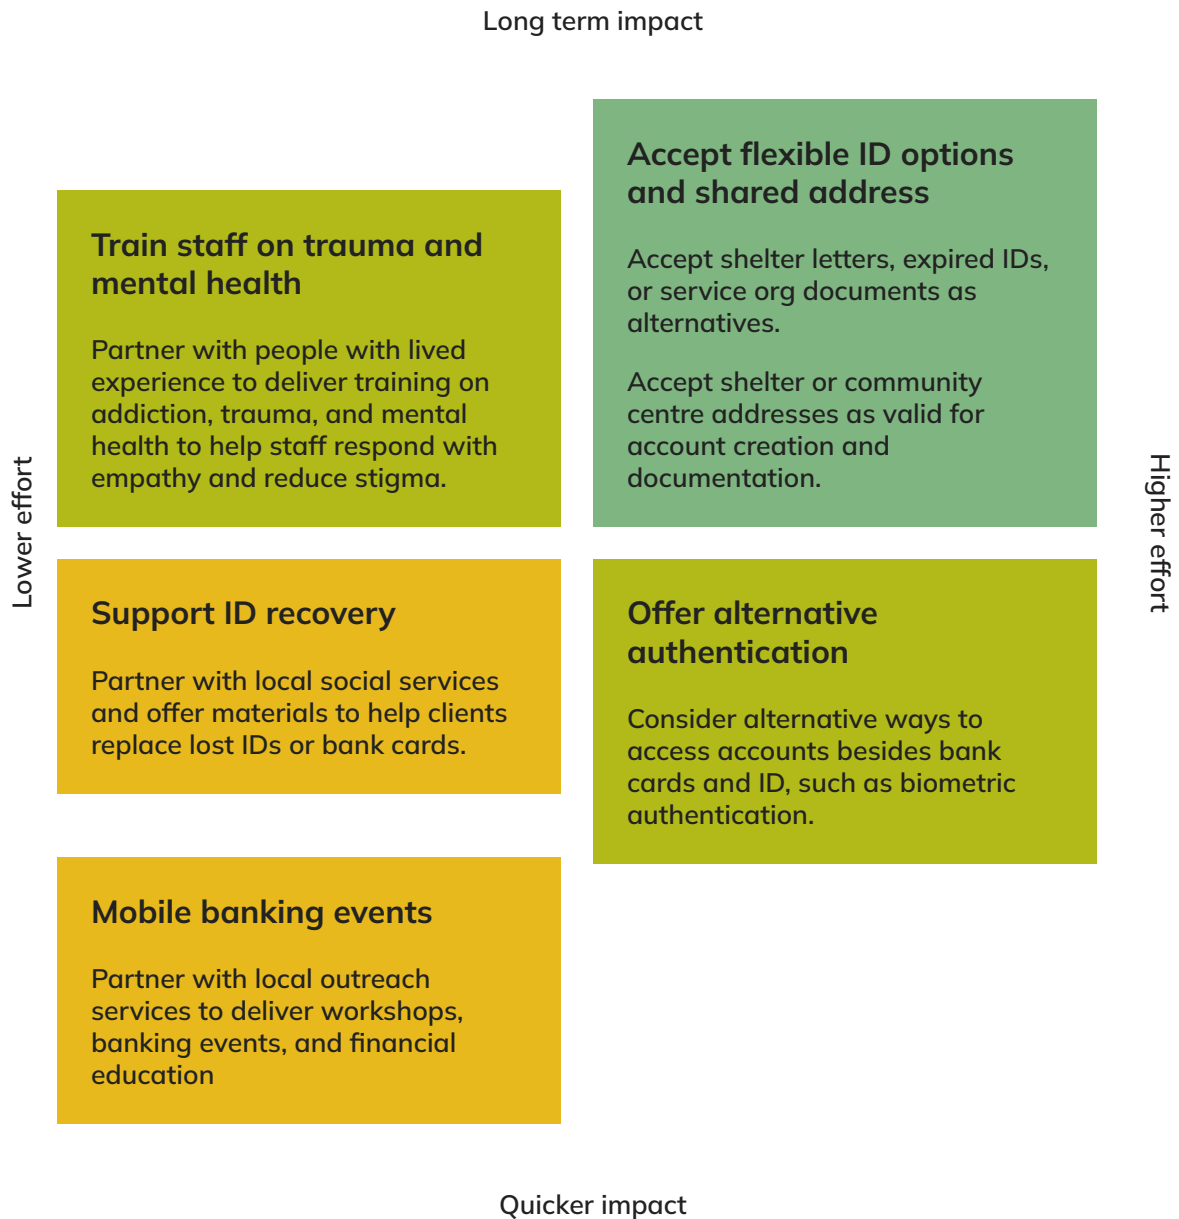 Long term impact
Accept flexible ID options
and shared address
Accept shelter letters, expired IDs,
or service org documents as
alternatives.
Accept shelter or community
centre addresses as valid for
account creation and
documentation.
Train staff on trauma and
mental health
Partner with people with lived
experience to deliver training on
addiction, trauma, and mental
health to help staff respond with
empathy and reduce stigma.
Lower effort
Higher effort
Support ID recovery
Partner with local social services
and offer materials to help clients
replace lost IDs or bank cards.
Offer alternative
authentication
Consider alternative ways to
access accounts besides bank
cards and ID, such as biometric
authentication.
Mobile banking events
Partner with local outreach
services to deliver workshops,
banking events, and financial
education
Quicker impact